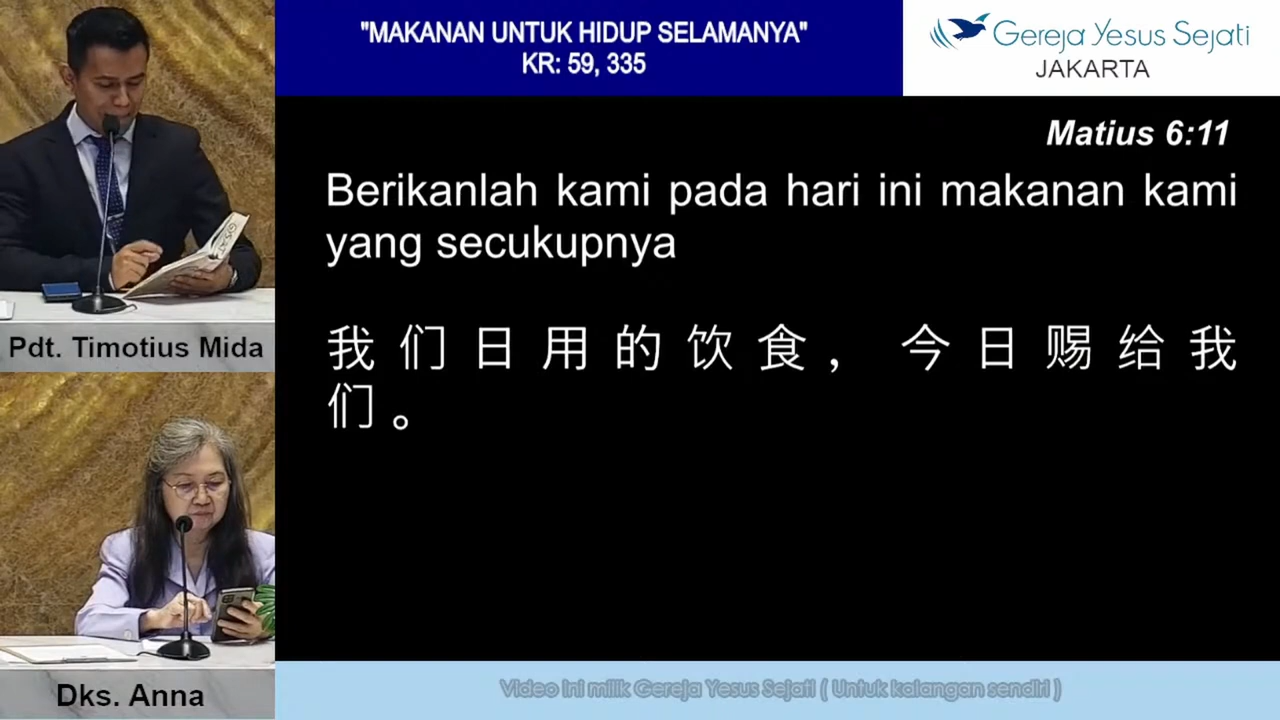 "MAKANAN UNTUK HIDUP SELAMANYA"
KR: 59, 335
Gereja Yesus Sejati
JAKARTA
Matius 6:11
Berikanlah kami pada hari ini makanan kami
yang secukupnya
我们日用的饮食，今日赐给我
们。
Pdt. Timotius Mida
Dks. Anna
Video ini milik Gereja Yesus Sejati ( Untuk kalangan sendiri )